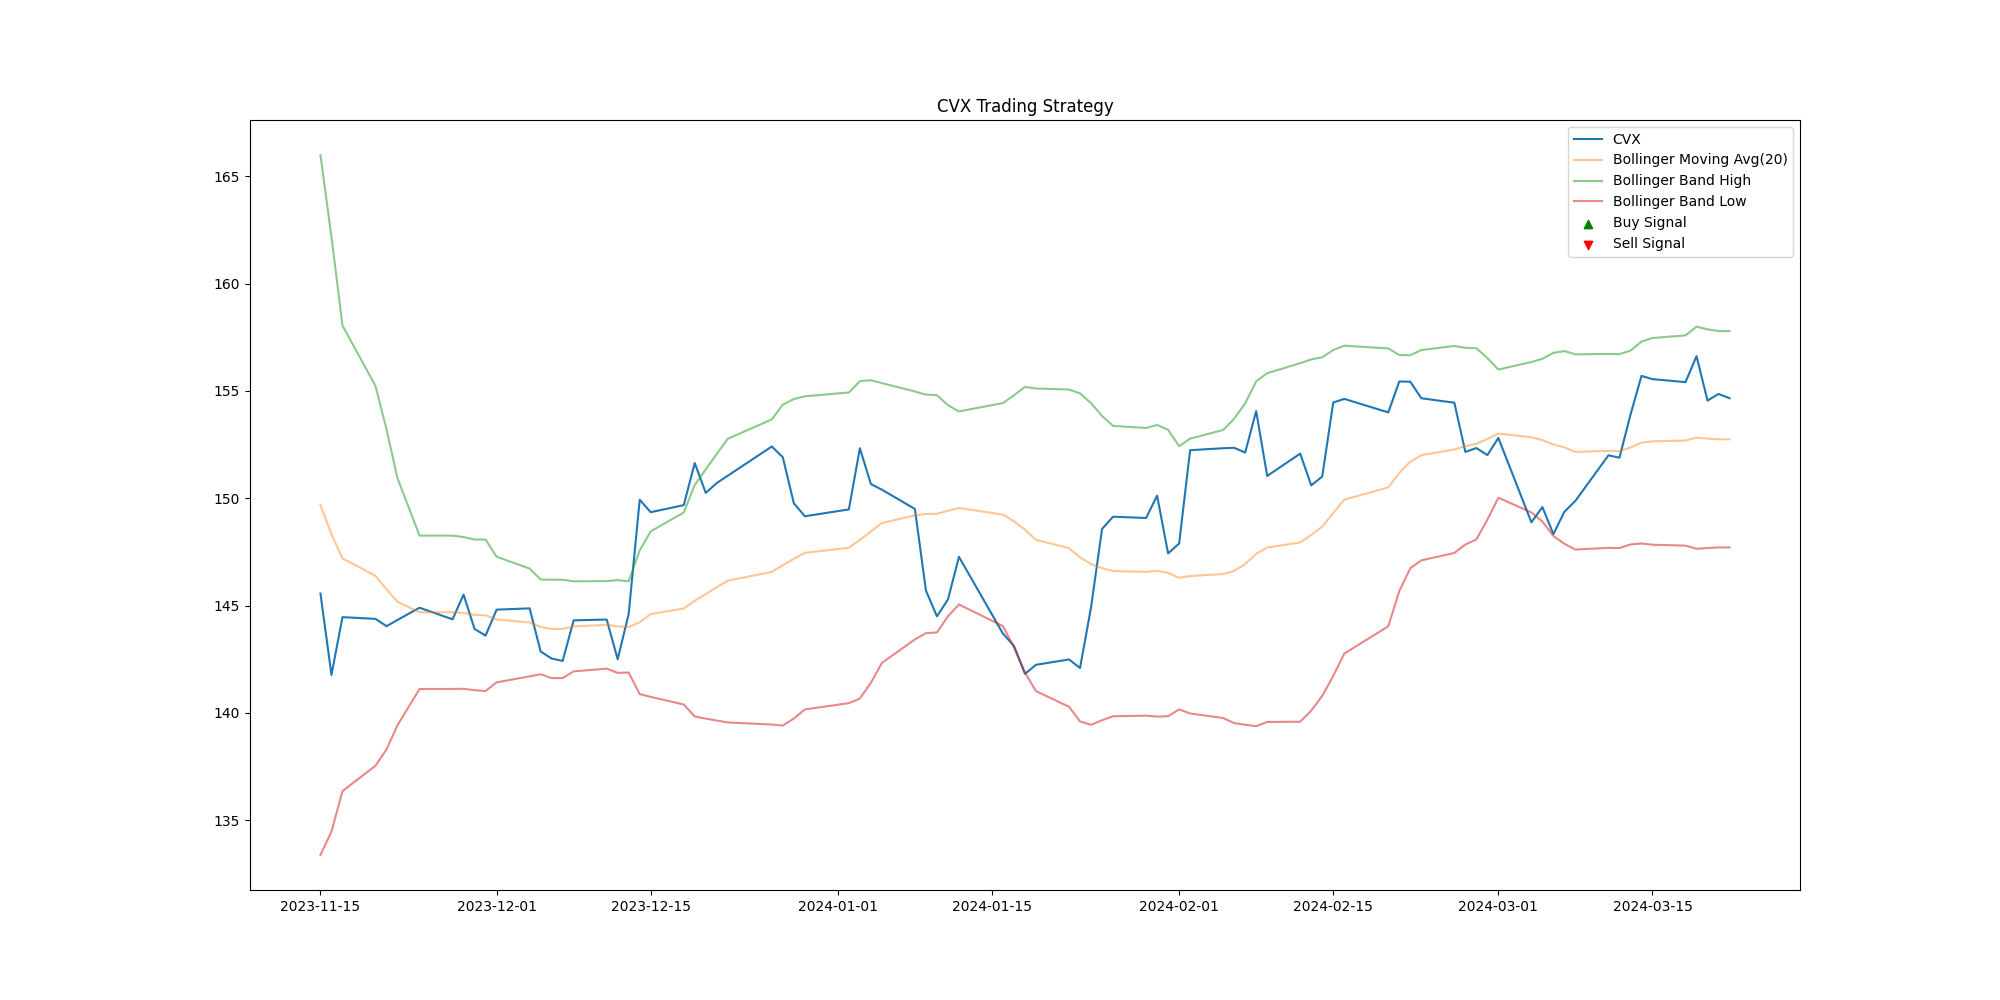 CVX Trading Strategy
CVX
Bollinger Moving Avg(20)
Bollinger Band High
Bollinger Band Low
Buy Signal
Sell Signal
165
160
155
150
145
140
135
2023-11-15 2023-12-01 2023-12-15 2024-01-01 2024-01-15 2024-02-01 2024-02-15 2024-03-01 2024-03-15